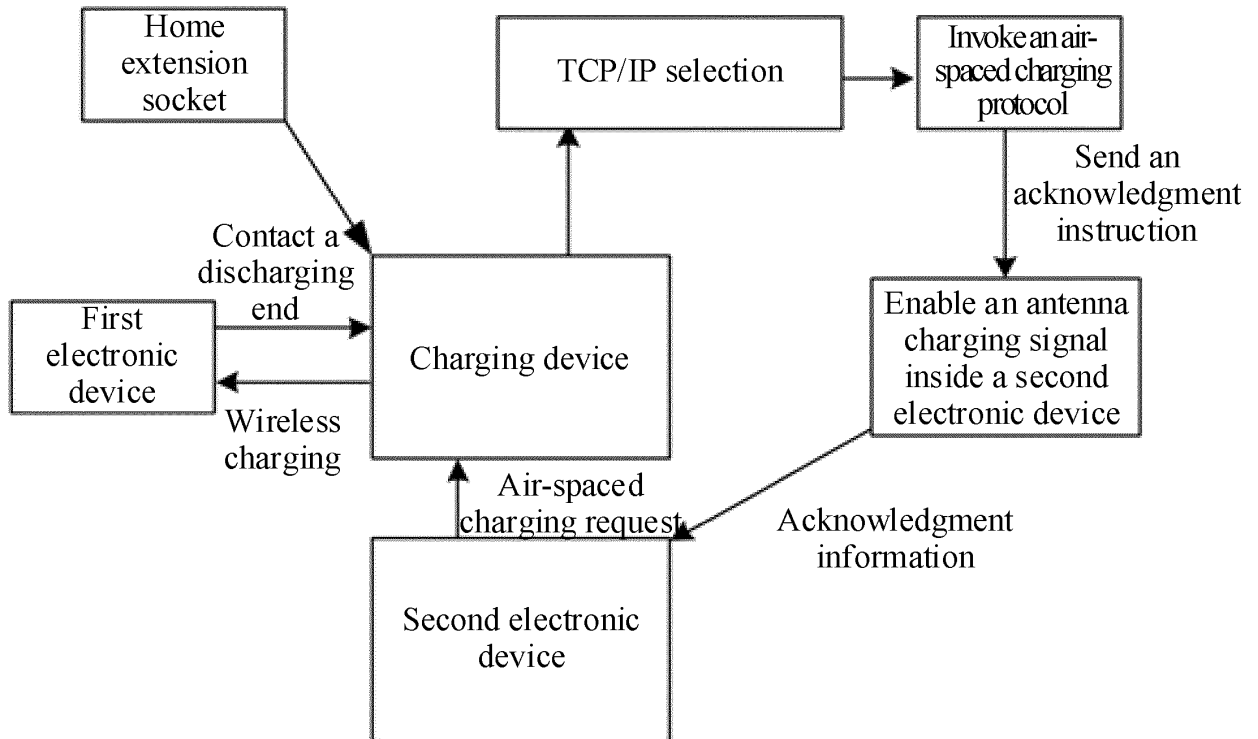 Home
extension
socket
TCP/IP selection
Invoke an air-
spaced charging
protocol
Send an
acknowledgment
instruction
Contact a
discharging
end
First
electronic
device
Charging device
Enable an antenna
charging signal
inside a second
electronic device
Wireless
charging
Air-spaced
charging request
Acknowledgment
information
Second electronic
device